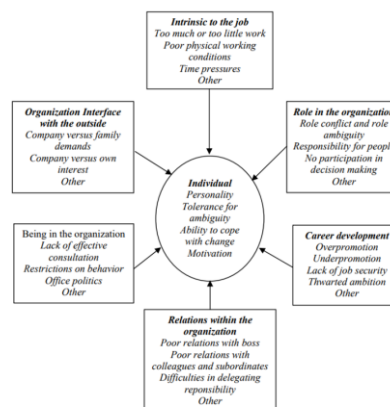 Intrinsic to the job
Too much or too little work
Poor physical working
conditions
Time pressures
Other
Organization Interface
with the outside
Company versus family
demands
Company versus own
interest
Other
Role in the organization
Role conflict and role
ambiguity
Responsibility for people
No participation in
decision making
Other
Individual
Personality
Tolerance for
ambiguity
Ability to cope
with change
Motivation
Being in the organization
Lack of effective
consultation
Restrictions on behavior
Office politics
Other
Career development
Overpromotion
Underpromotion
Lack of job security
Thwarted ambition
Other
Relations within the
organization
Poor relations with boss
Poor relations with
colleagues and subordinates
Difficulties in delegating
reponsibility
Other